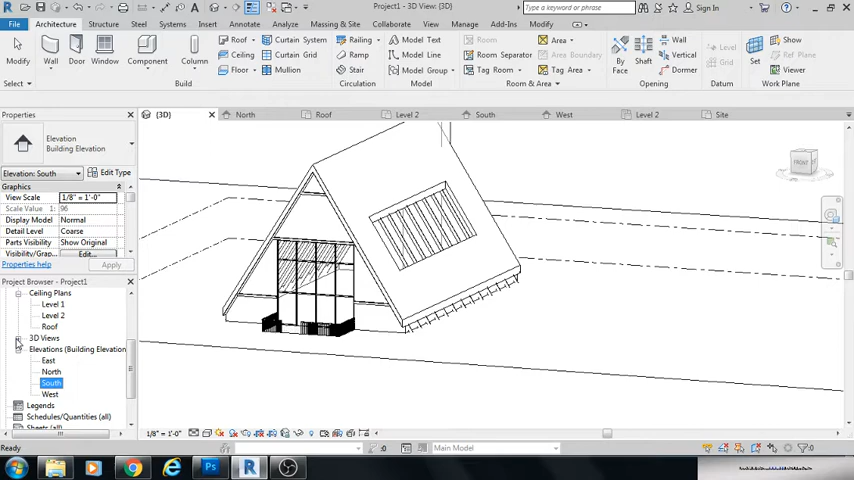 Project1 - 3D View: {3D}
Sign In
File Architecture Structure Steel Systems Insert Annotate Analyze Massing & Site Collaborate View Manage Add-Ins Modify
Modify Wall Door Window Component Column
Roof
Ceiling
Floor
Curtain System
Curtain Grid
Mullion
Railing
Ramp
Stair
Model Text
Model Line
Model Group
Room
Room Separator
Tag Room
Area
Area Boundary
Tag Area
By Face
Shaft
Wall
Vertical
Dormer
Level
Grid
Set
Show
Ref Plane
Viewer
Select Build Circulation Model Room & Area Opening Datum Work Plane
Properties
{3D} North Roof Level 2 South West Level 2 Site
Elevation
Building Elevation
Elevation: South
Edit Type
Graphics
View Scale 1/8" = 1'-0"
Scale Value 1: 96
Display Model Normal
Detail Level Coarse
Parts Visibility Show Original
Visibility/Grap... Edit...
Properties help
Apply
Project Browser - Project1
Ceiling Plans
Level 1
Level 2
Roof
3D Views
Elevations (Building Elevation
East
North
South
West
Legends
Schedules/Quantities (all)
Sheets (all)
FRONT
1/8" = 1'-0"
Ready
:0
Main Model
:0
Ps
R